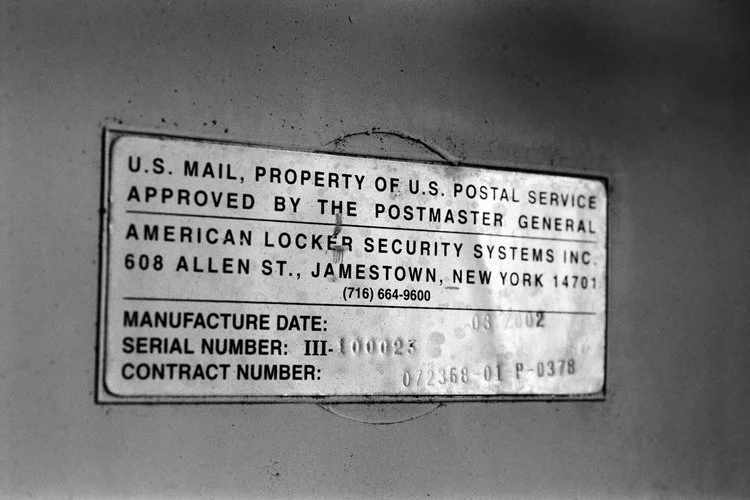 U.S. MAIL, PROPERTY OF U.S. POSTAL SERVICE
APPROVED BY THE POSTMASTER GENERAL
AMERICAN LOCKER SECURITY SYSTEMS INC.
608 ALLEN ST., JAMESTOWN, NEW YORK 14701
(716) 664-9600
MANUFACTURE DATE: 03 2002
SERIAL NUMBER: III-100023
CONTRACT NUMBER: 072368-01 P-0378